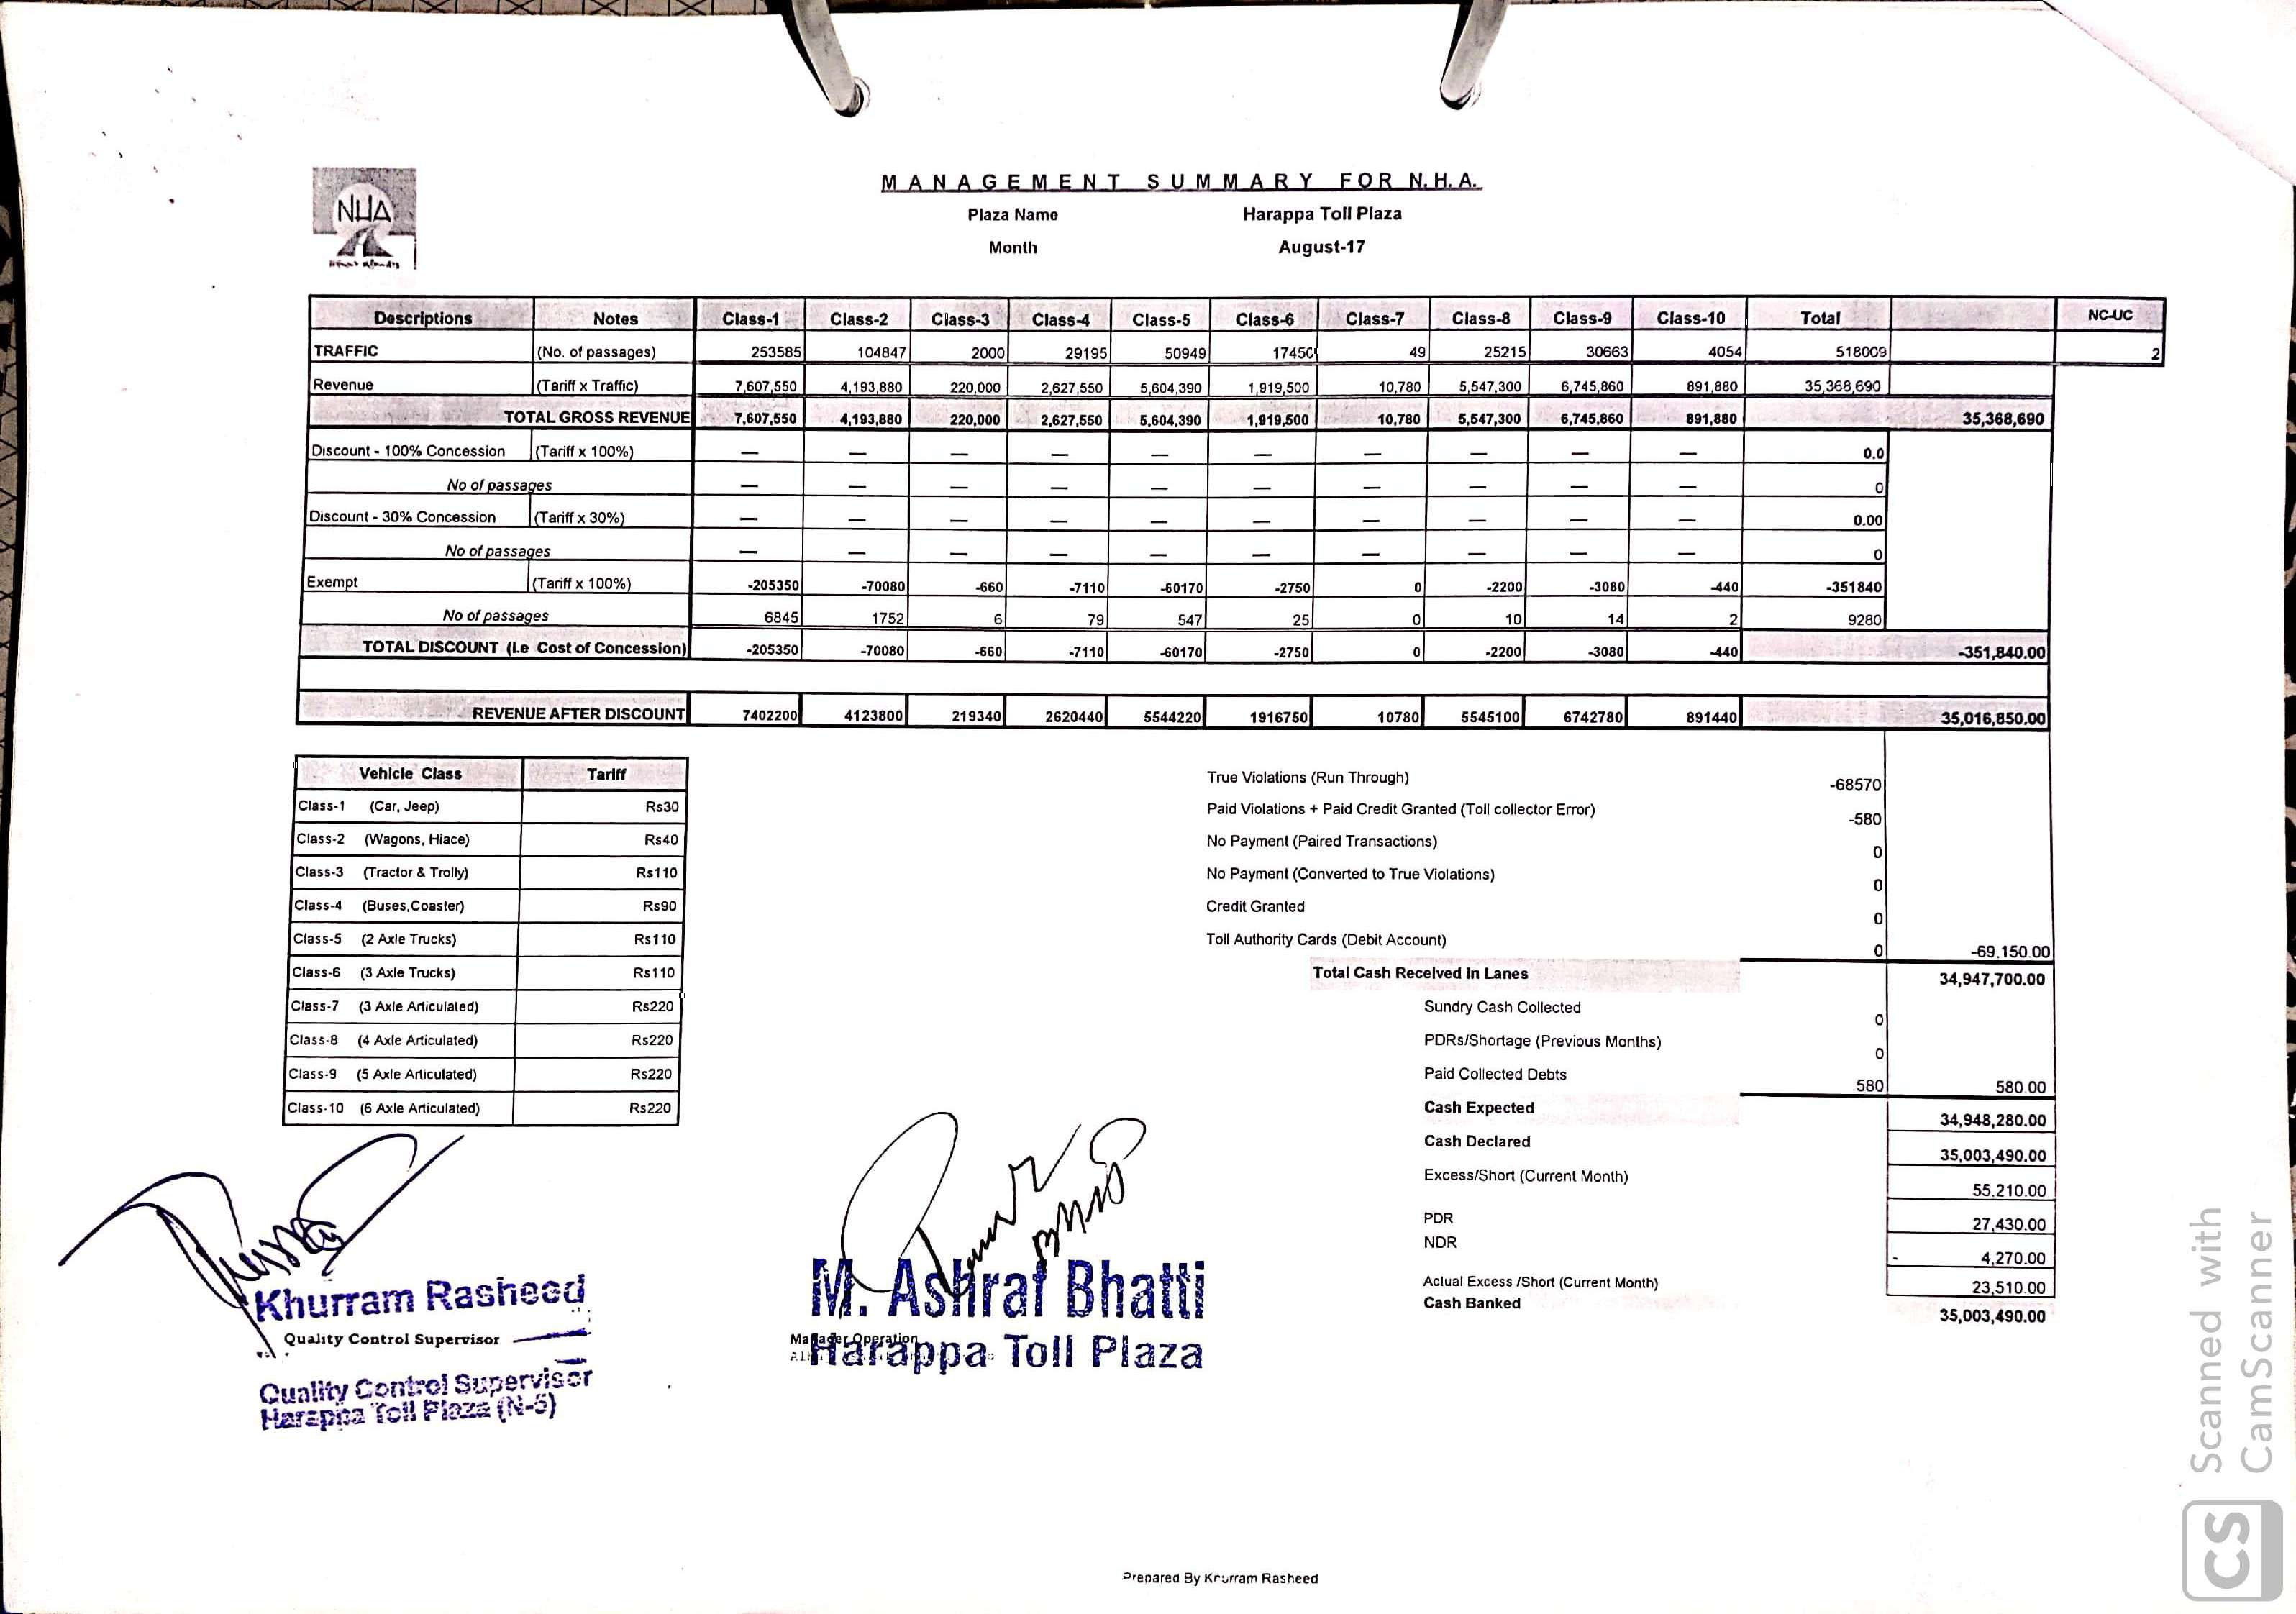 NHA
MANAGEMENT SUMMARY FOR N.H.A.
Plaza Name Harappa Toll Plaza
Month August-17
Descriptions Notes Class-1 Class-2 Class-3 Class-4 Class-5 Class-6 Class-7 Class-8 Class-9 Class-10 Total NC-UC
TRAFFIC (No. of passages) 253585 104847 2000 29195 50949 17450 49 25215 30663 4054 518009 2
Revenue (Tariff x Traffic) 7,607,550 4,193,880 220,000 2,627,550 5,604,390 1,919,500 10,780 5,547,300 6,745,860 891,880 35,368,690
TOTAL GROSS REVENUE 7,607,550 4,193,880 220,000 2,627,550 5,604,390 1,919,500 10,780 5,547,300 6,745,860 891,880 35,368,690
Discount - 100% Concession (Tariff x 100%) — — — — — — — — — — 0.0
No of passages — — — — — — — — — — 0
Discount - 30% Concession (Tariff x 30%) — — — — — — — — — — 0.00
No of passages — — — — — — — — — — 0
Exempt (Tariff x 100%) -205350 -70080 -660 -7110 -60170 -2750 0 -2200 -3080 -440 -351840
No of passages 6845 1752 6 79 547 25 0 10 14 2 9280
TOTAL DISCOUNT (I.e Cost of Concession) -205350 -70080 -660 -7110 -60170 -2750 0 -2200 -3080 -440 -351,840.00
REVENUE AFTER DISCOUNT 7402200 4123800 219340 2620440 5544220 1916750 10780 5545100 6742780 891440 35,016,850.00
Vehicle Class Tariff
Class-1 (Car, Jeep) Rs30
Class-2 (Wagons, Hiace) Rs40
Class-3 (Tractor & Trolly) Rs110
Class-4 (Buses,Coaster) Rs90
Class-5 (2 Axle Trucks) Rs110
Class-6 (3 Axle Trucks) Rs110
Class-7 (3 Axle Articulated) Rs220
Class-8 (4 Axle Articulated) Rs220
Class-9 (5 Axle Articulated) Rs220
Class-10 (6 Axle Articulated) Rs220
True Violations (Run Through) -68570
Paid Violations + Paid Credit Granted (Toll collector Error) -580
No Payment (Paired Transactions) 0
No Payment (Converted to True Violations) 0
Credit Granted 0
Toll Authority Cards (Debit Account) 0 -69.150.00
Total Cash Received in Lanes 34,947,700.00
Sundry Cash Collected 0
PDRs/Shortage (Previous Months) 0
Paid Collected Debts 580 580.00
Cash Expected 34,948,280.00
Cash Declared 35,003,490.00
Excess/Short (Current Month) 55,210.00
PDR 27,430.00
NDR - 4,270.00
Actual Excess /Short (Current Month) 23,510.00
Cash Banked 35,003,490.00
Khurram Rasheed
Quality Control Supervisor
Quality Control Supervisor
Harappa Toll Plaza (N-5)
M. Ashraf Bhatti
Manager Operation
Harappa Toll Plaza
Prepared By Khurram Rasheed
Scanned with
CamScanner
CS